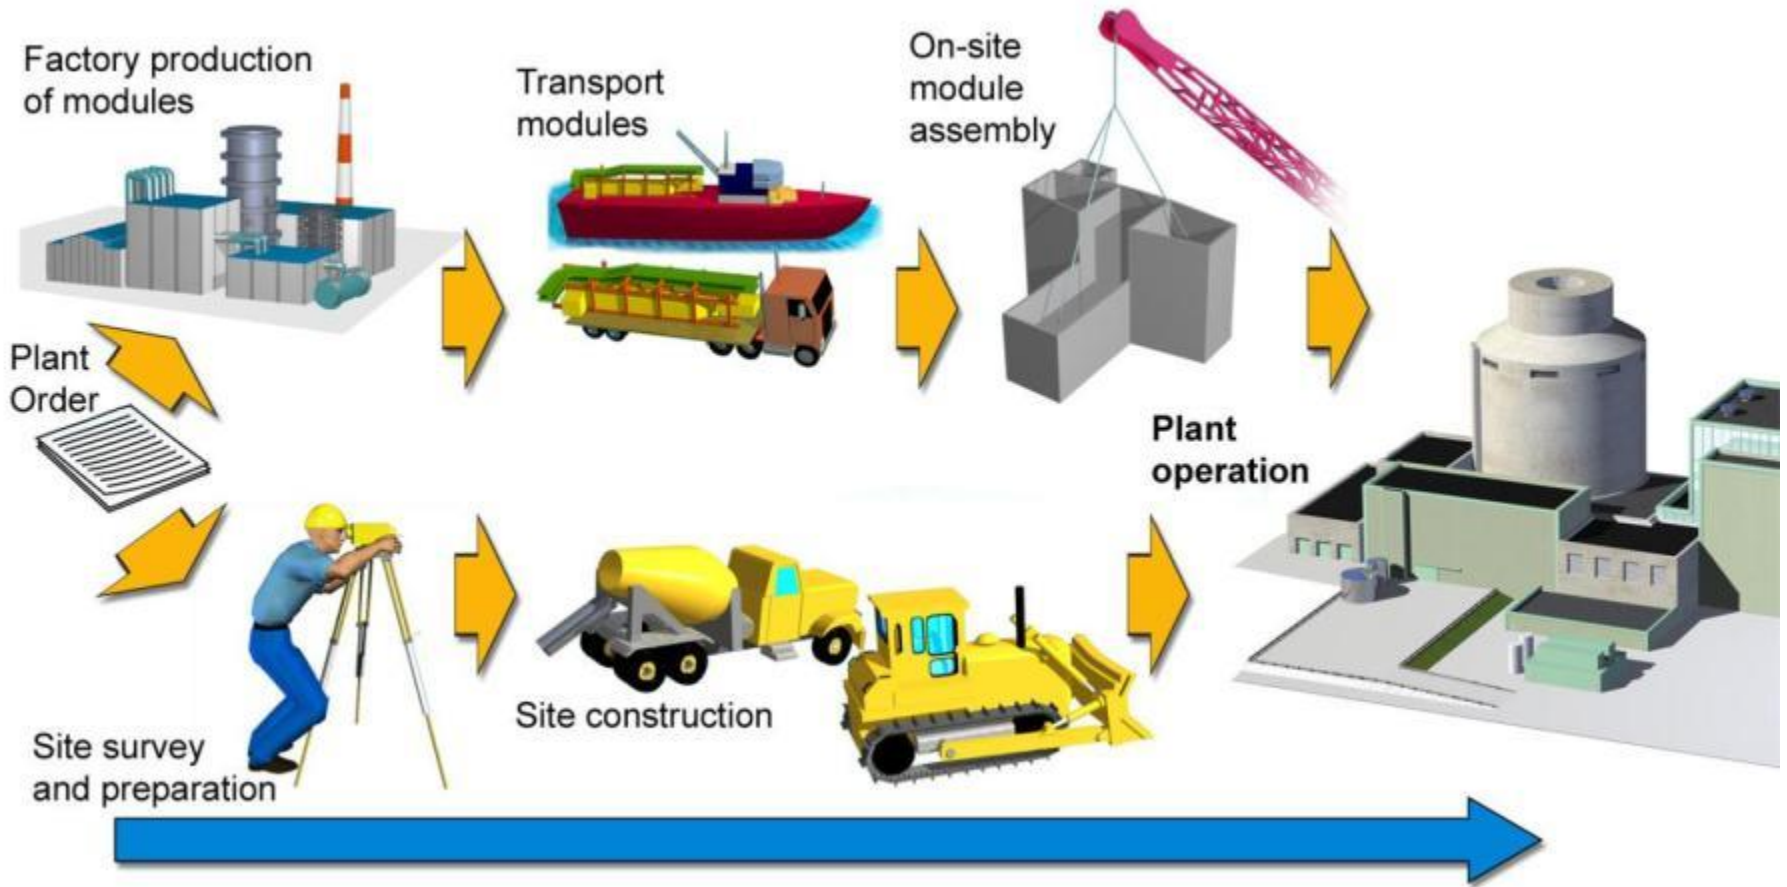 Factory production
of modules
Transport
modules
On-site
module
assembly
Plant
Order
Plant
operation
Site construction
Site survey
and preparation